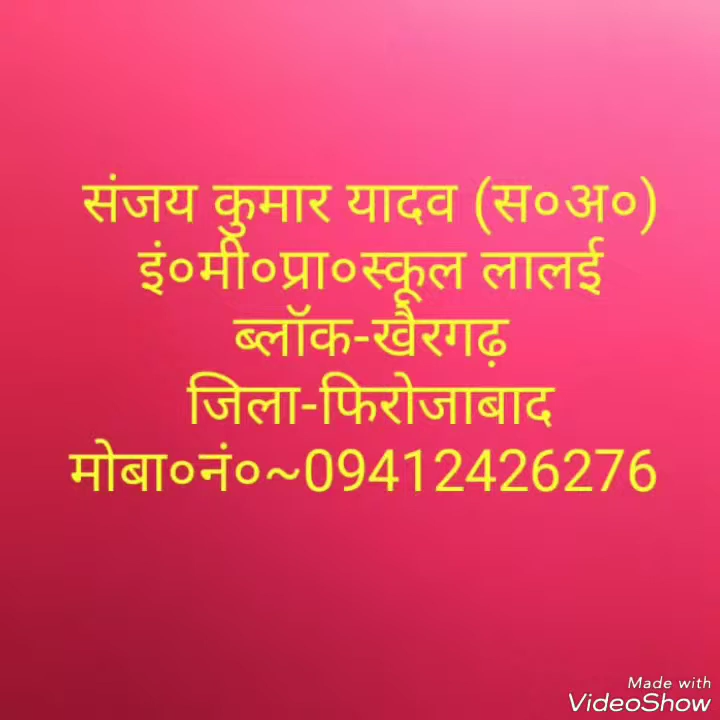 संजय कुमार यादव (स०अ०)
इं०मी०प्रा०स्कूल लालई
ब्लॉक-खैरगढ़
जिला-फिरोजाबाद
मोबा०नं०~09412426276
Made with
VideoShow